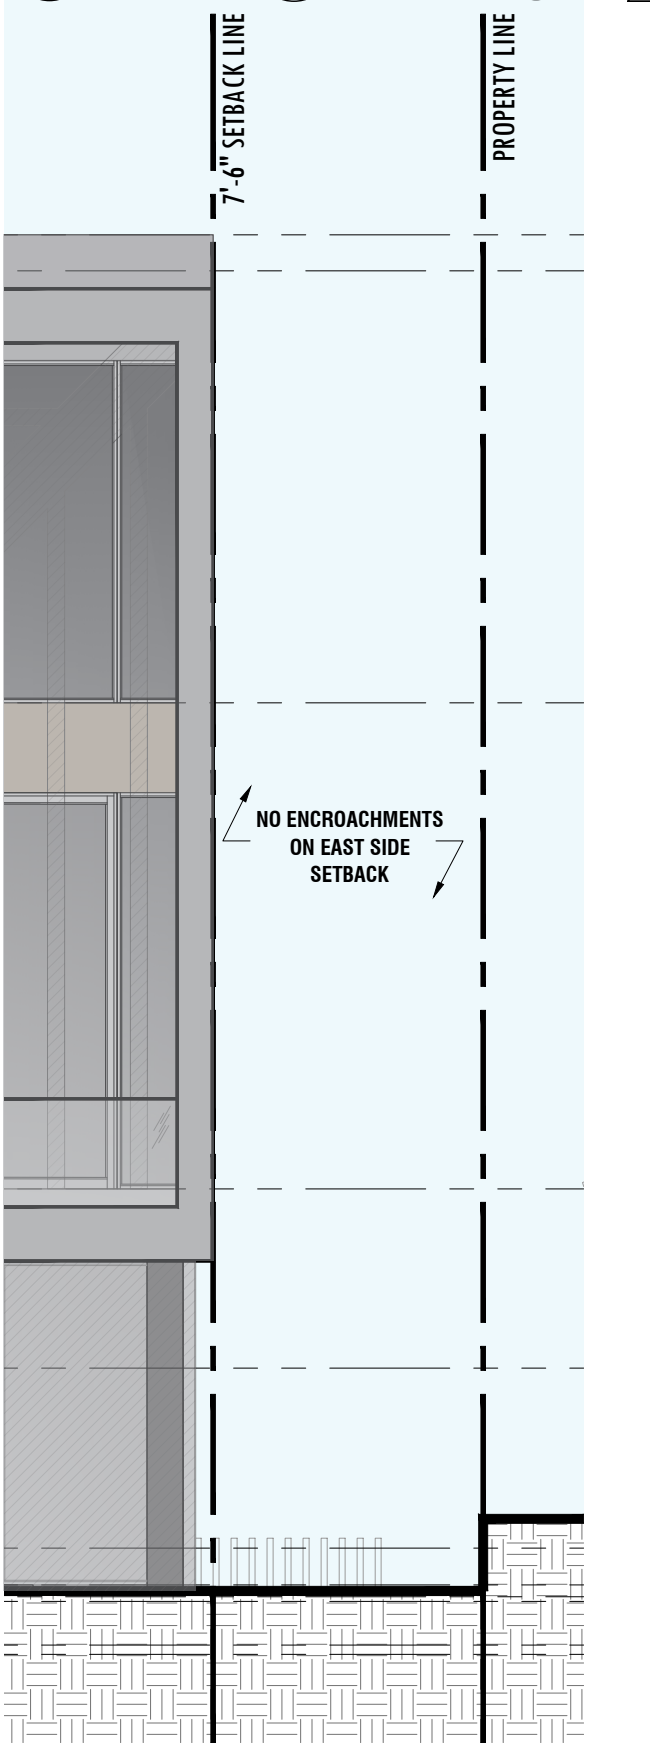 7'-6" SETBACK LINE
PROPERTY LINE
NO ENCROACHMENTS
ON EAST SIDE
SETBACK